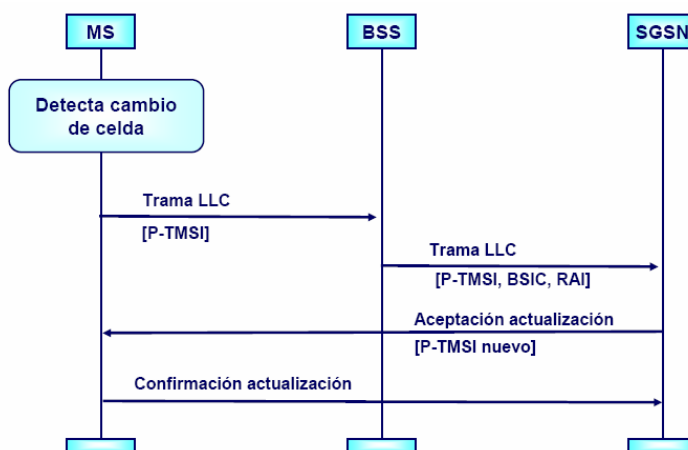 MS
BSS
SGSN
Detecta cambio
de celda
Trama LLC
[P-TMSI]
Trama LLC
[P-TMSI, BSIC, RAI]
Aceptación actualización
[P-TMSI nuevo]
Confirmación actualización